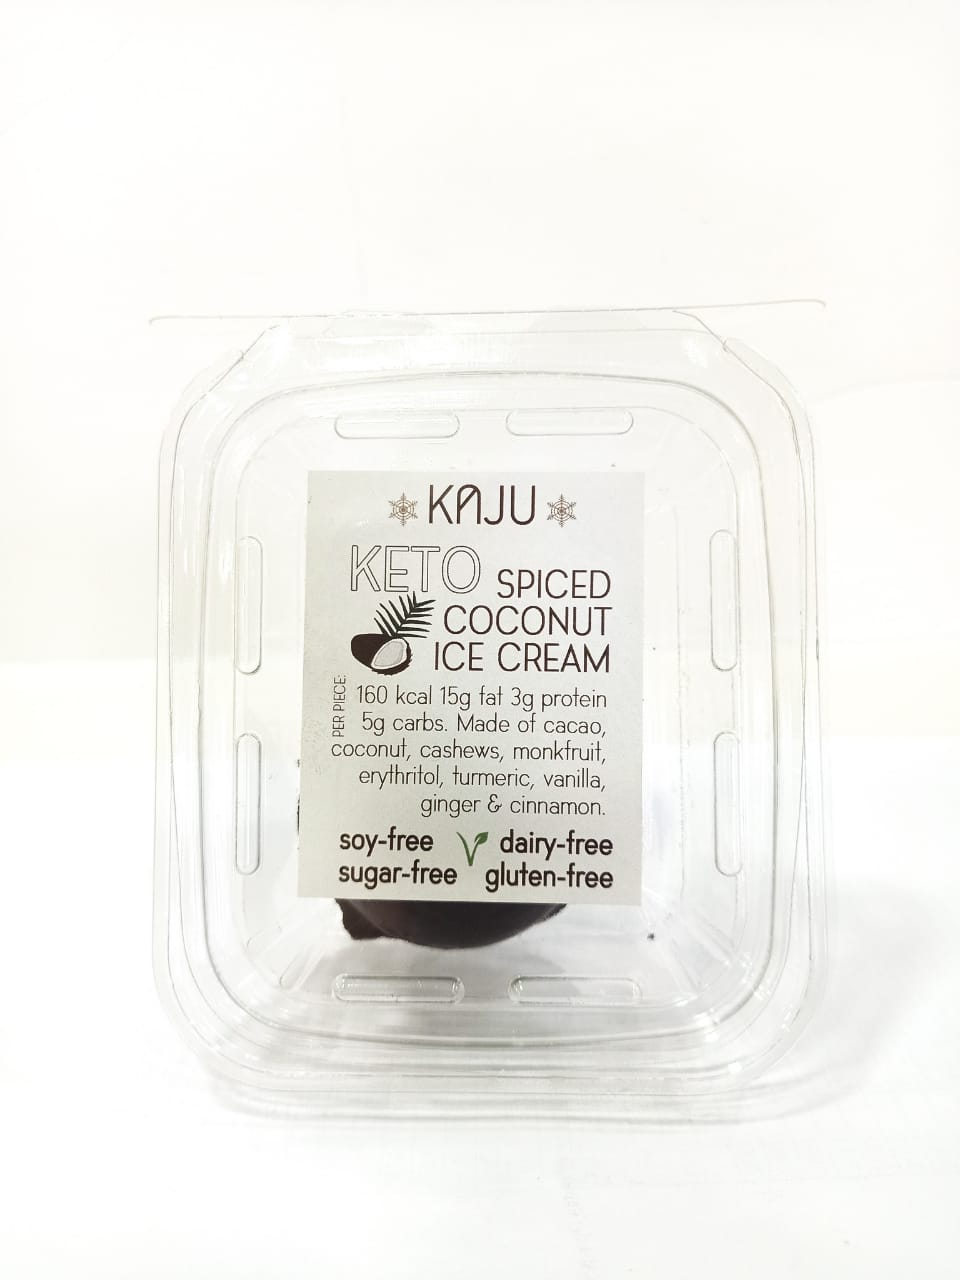 KAJU
KETO SPICED
COCONUT
ICE CREAM
PER PIECE:
160 kcal 15g fat 3g protein
5g carbs. Made of cacao,
coconut, cashews, monkfruit,
erythritol, turmeric, vanilla,
ginger & cinnamon.
soy-free dairy-free
sugar-free gluten-free